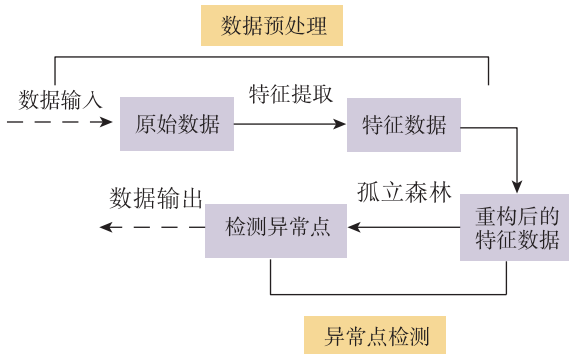 数据预处理
数据输入
特征提取
原始数据
特征数据
数据输出
孤立森林
检测异常点
重构后的
特征数据
异常点检测